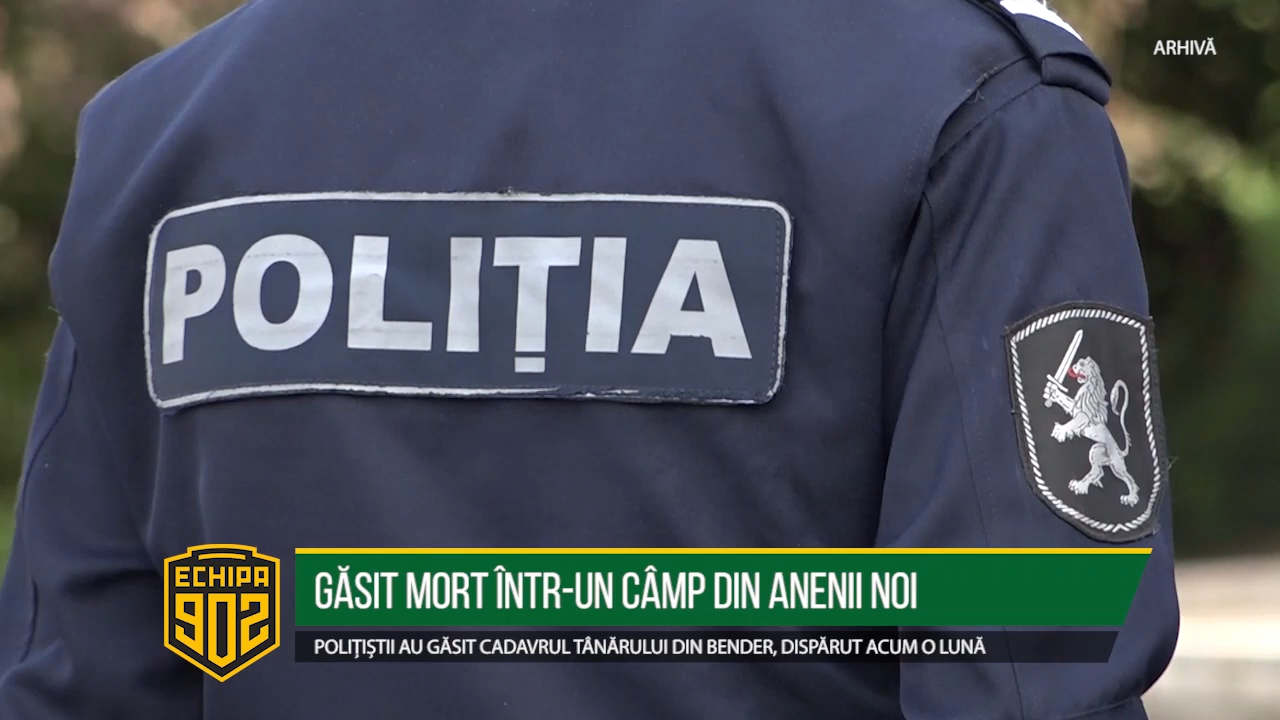 ARHIVĂ
POLIȚIA
ECHIPA
902
GĂSIT MORT ÎNTR-UN CÂMP DIN ANENII NOI
POLIȚIȘTII AU GĂSIT CADAVRUL TÂNĂRULUI DIN BENDER, DISPĂRUT ACUM O LUNĂ